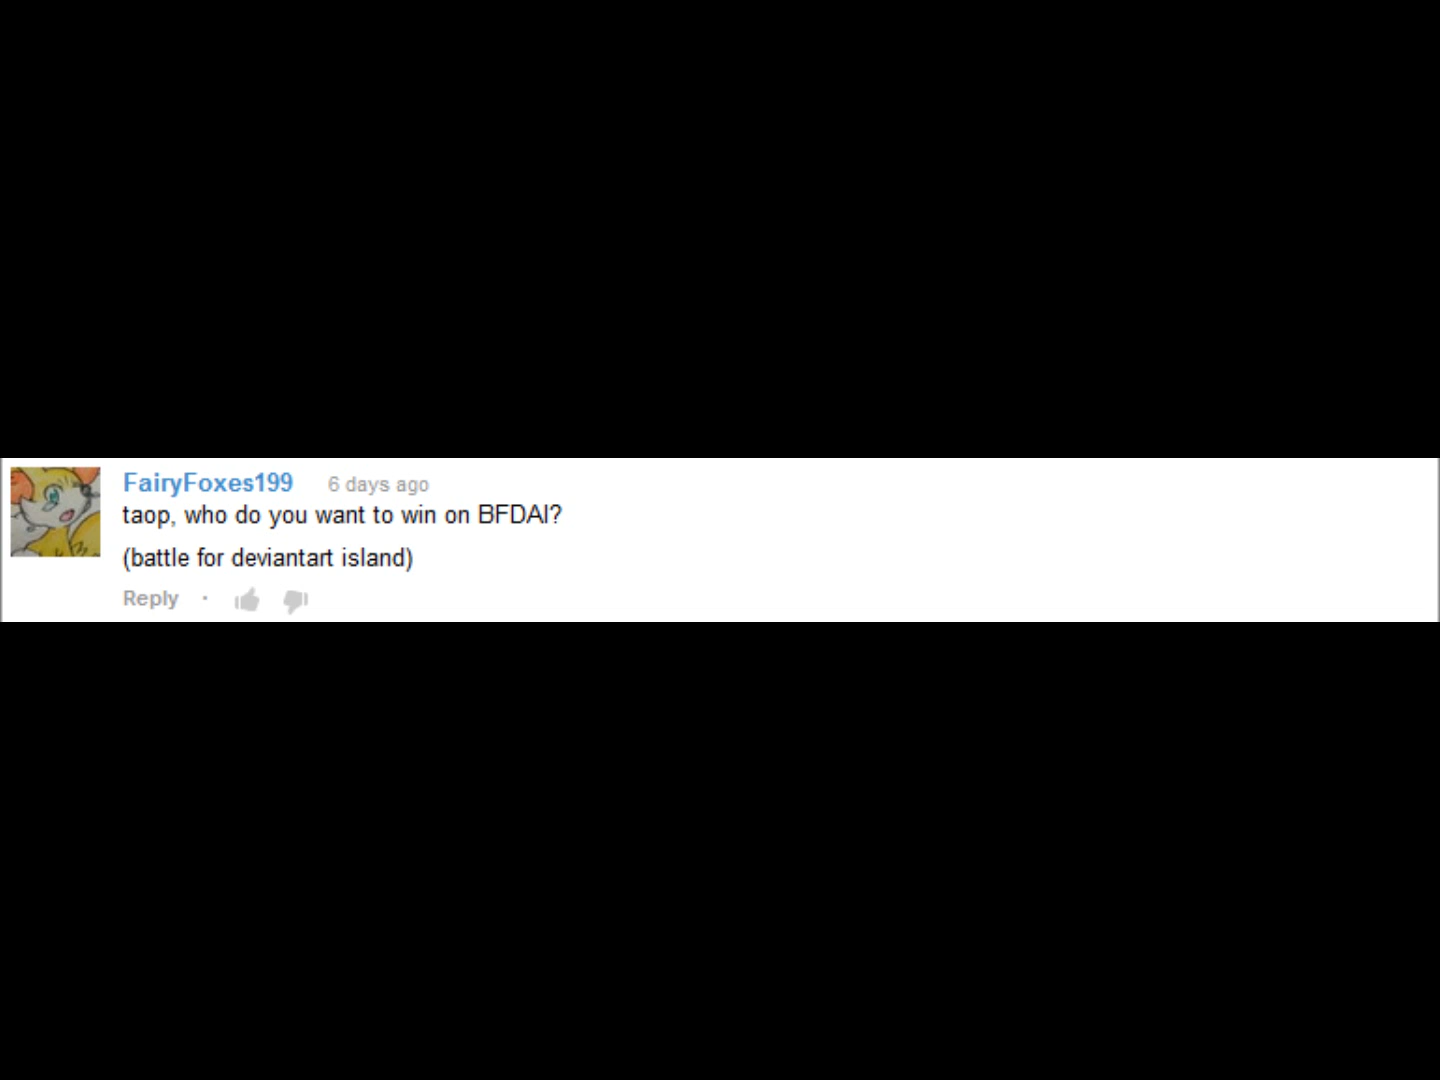 FairyFoxes199 6 days ago
taop, who do you want to win on BFDAI?
(battle for deviantart island)
Reply ·